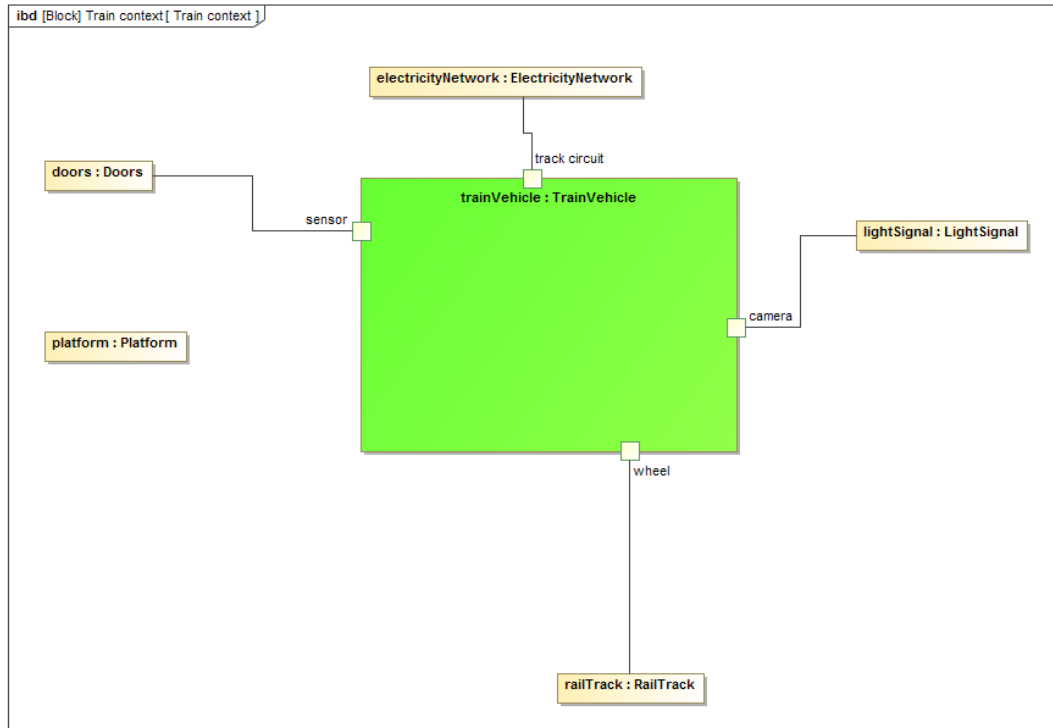 ibd [Block] Train context [ Train context ]
electricityNetwork : ElectricityNetwork
track circuit
doors : Doors
trainVehicle : TrainVehicle
sensor
lightSignal : LightSignal
camera
platform : Platform
wheel
railTrack : RailTrack